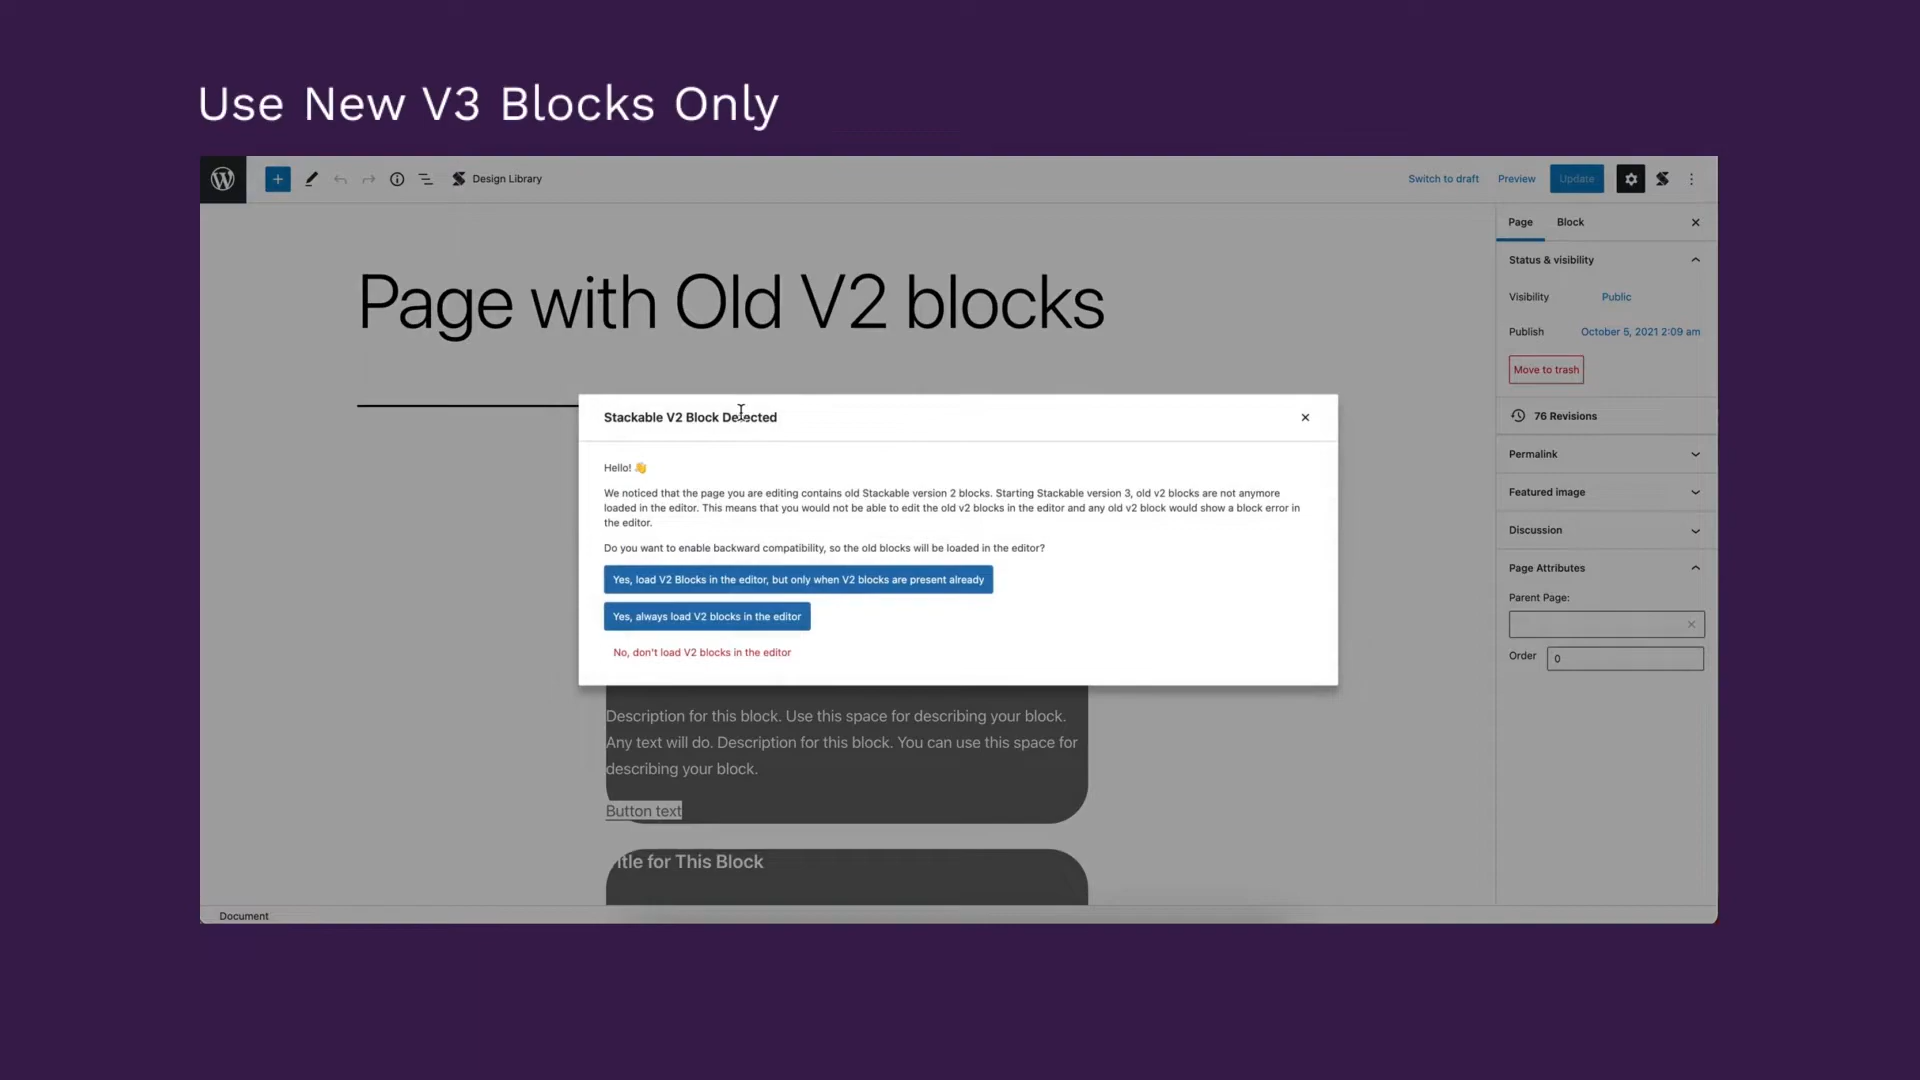 Use New V3 Blocks Only
Design Library
Switch to draft
Preview
Update
Page
Block
Page with Old V2 blocks
Status & visibility
Visibility
Public
Publish
October 5, 2021 2:09 am
Move to trash
76 Revisions
Permalink
Featured image
Discussion
Page Attributes
Parent Page:
Order
0
Stackable V2 Block Detected
Hello! 👋
We noticed that the page you are editing contains old Stackable version 2 blocks. Starting Stackable version 3, old v2 blocks are not anymore
loaded in the editor. This means that you would not be able to edit the old v2 blocks in the editor and any old v2 block would show a block error in
the editor.
Do you want to enable backward compatibility, so the old blocks will be loaded in the editor?
Yes, load V2 Blocks in the editor, but only when V2 blocks are present already
Yes, always load V2 blocks in the editor
No, don't load V2 blocks in the editor
Description for this block. Use this space for describing your block.
Any text will do. Description for this block. You can use this space for
describing your block.
Button text
Title for This Block
Document